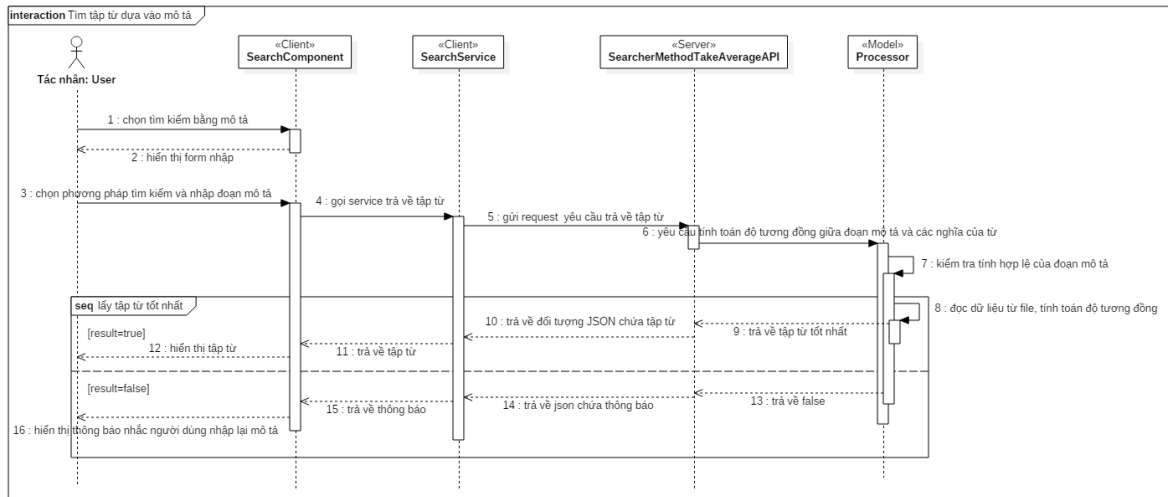 interaction Tìm tập từ dựa vào mô tả
«Client»
SearchComponent
«Client»
SearchService
«Server»
SearcherMethodTakeAverageAPI
«Model»
Processor
Tác nhân: User
1 : chọn tìm kiếm bằng mô tả
2 : hiển thị form nhập
3 : chọn phương pháp tìm kiếm và nhập đoạn mô tả
4 : gọi service trả về tập từ
5 : gửi request yêu cầu trả về tập từ
6 : yêu cầu tính toán độ tương đồng giữa đoạn mô tả và các nghĩa của từ
7 : kiểm tra tính hợp lệ của đoạn mô tả
seq lấy tập từ tốt nhất
8 : đọc dữ liệu từ file, tính toán độ tương đồng
[result=true]
9 : trả về tập từ tốt nhất
10 : trả về đối tượng JSON chứa tập từ
11 : trả về tập từ
12 : hiển thị tập từ
[result=false]
13 : trả về false
14 : trả về json chứa thông báo
15 : trả về thông báo
16 : hiển thị thông báo nhắc người dùng nhập lại mô tả